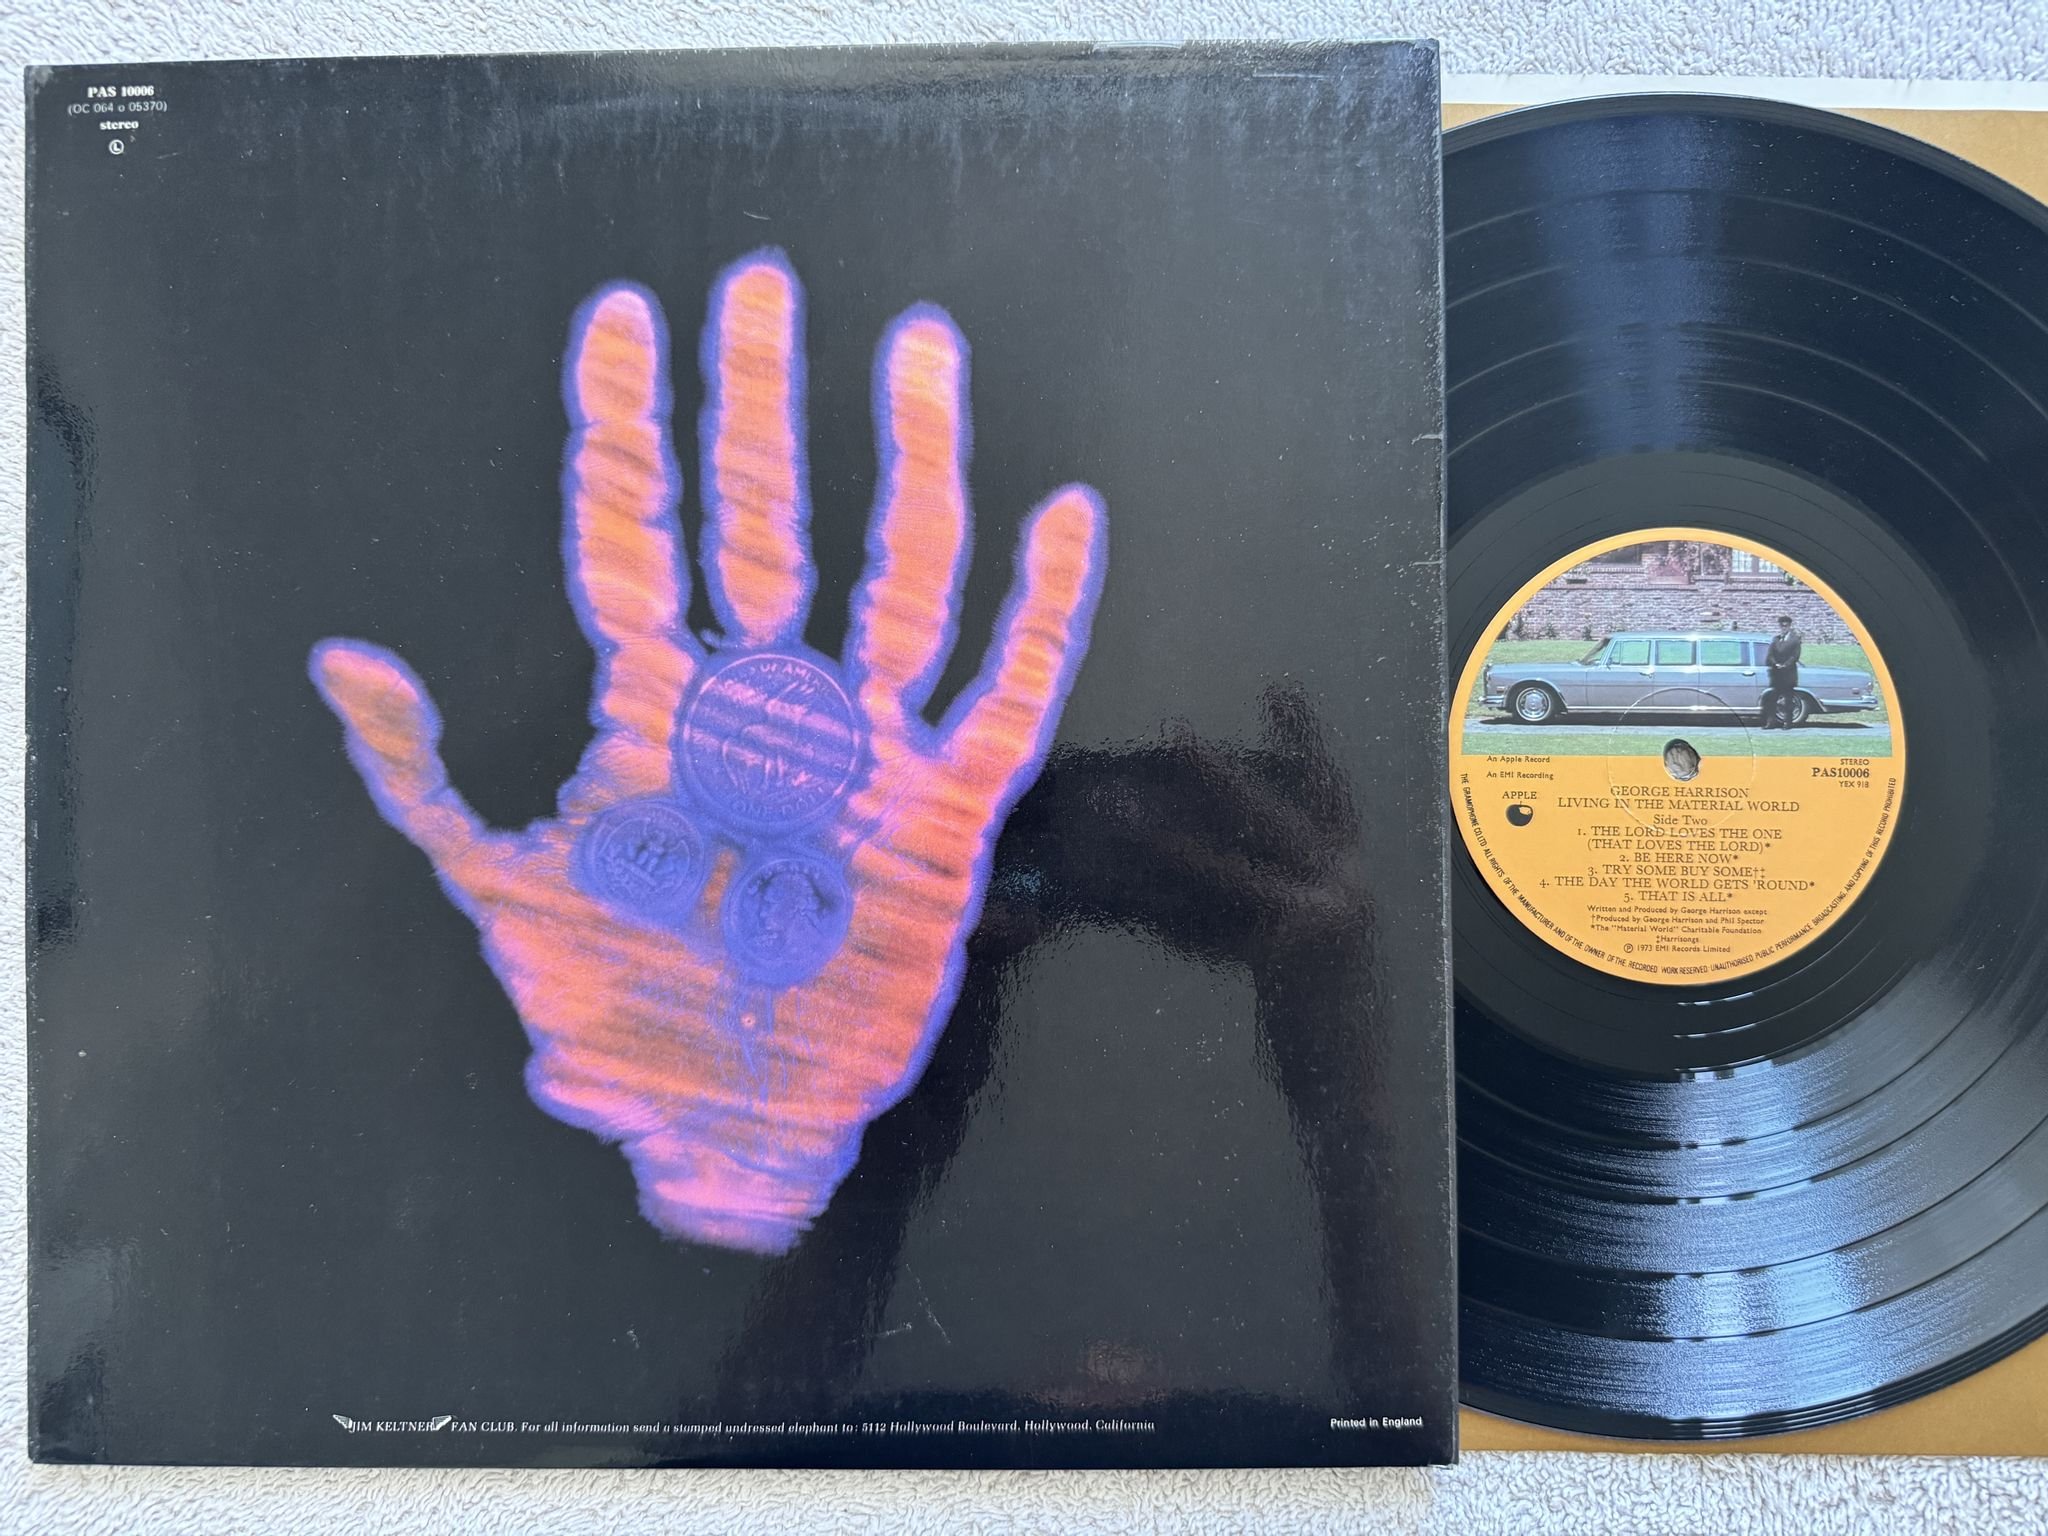 PAS 10006
(OC 064 o 05370)
stereo
L
JIM KELTNER FAN CLUB. For all information send a stamped undressed elephant to: 5112 Hollywood Boulevard, Hollywood, California
Printed in England
An Apple Record
An EMI Recording
STEREO
PAS10006
YEX 918
APPLE
GEORGE HARRISON
LIVING IN THE MATERIAL WORLD
Side Two
1. THE LORD LOVES THE ONE
(THAT LOVES THE LORD)*
2. BE HERE NOW*
3. TRY SOME BUY SOME†‡
4. THE DAY THE WORLD GETS 'ROUND*
5. THAT IS ALL*
Written and Produced by George Harrison except
†Produced by George Harrison and Phil Spector
*The "Material World" Charitable Foundation
‡Harrisongs
Ⓟ 1973 EMI Records Limited
THE GRAMOPHONE CO. LTD. ALL RIGHTS OF THE MANUFACTURER AND OF THE OWNER OF THE RECORDED WORK RESERVED. UNAUTHORISED PUBLIC PERFORMANCE BROADCASTING AND COPYING OF THIS RECORD PROHIBITED